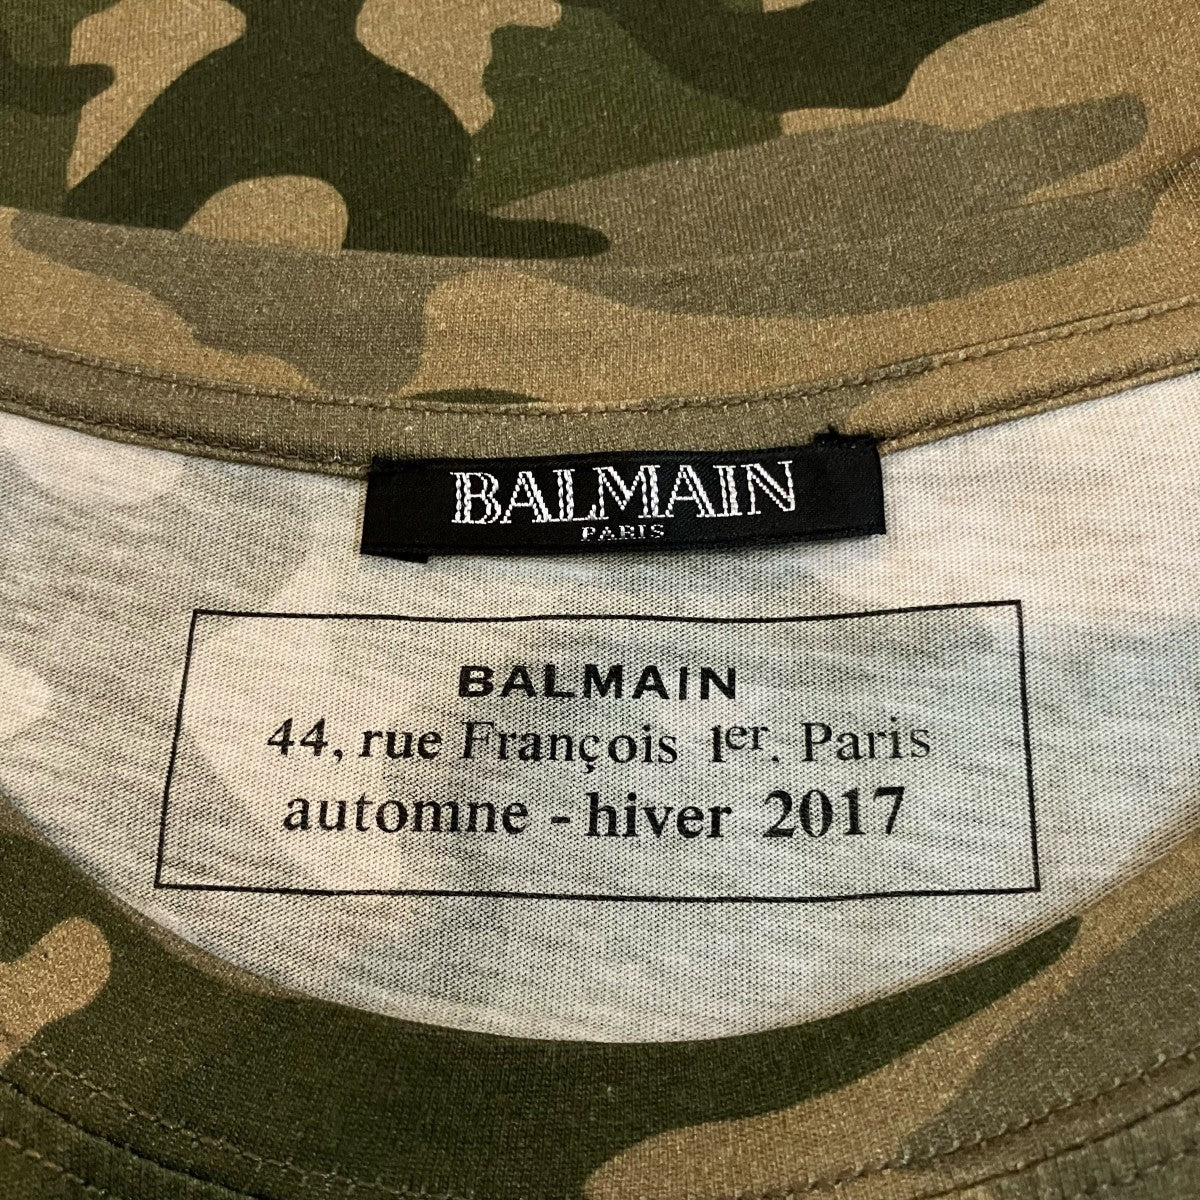 BALMAIN
PARIS
BALMAIN
44, rue François 1er. Paris
automne - hiver 2017